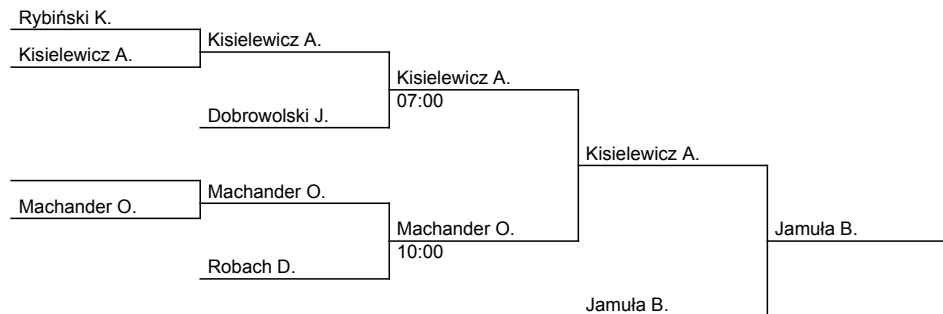 Rybiński K.
Kisielewicz A.
Kisielewicz A.
Kisielewicz A.
07:00
Dobrowolski J.
Kisielewicz A.
Machander O.
Machander O.
Machander O.
10:00
Jamuła B.
Robach D.
Jamuła B.